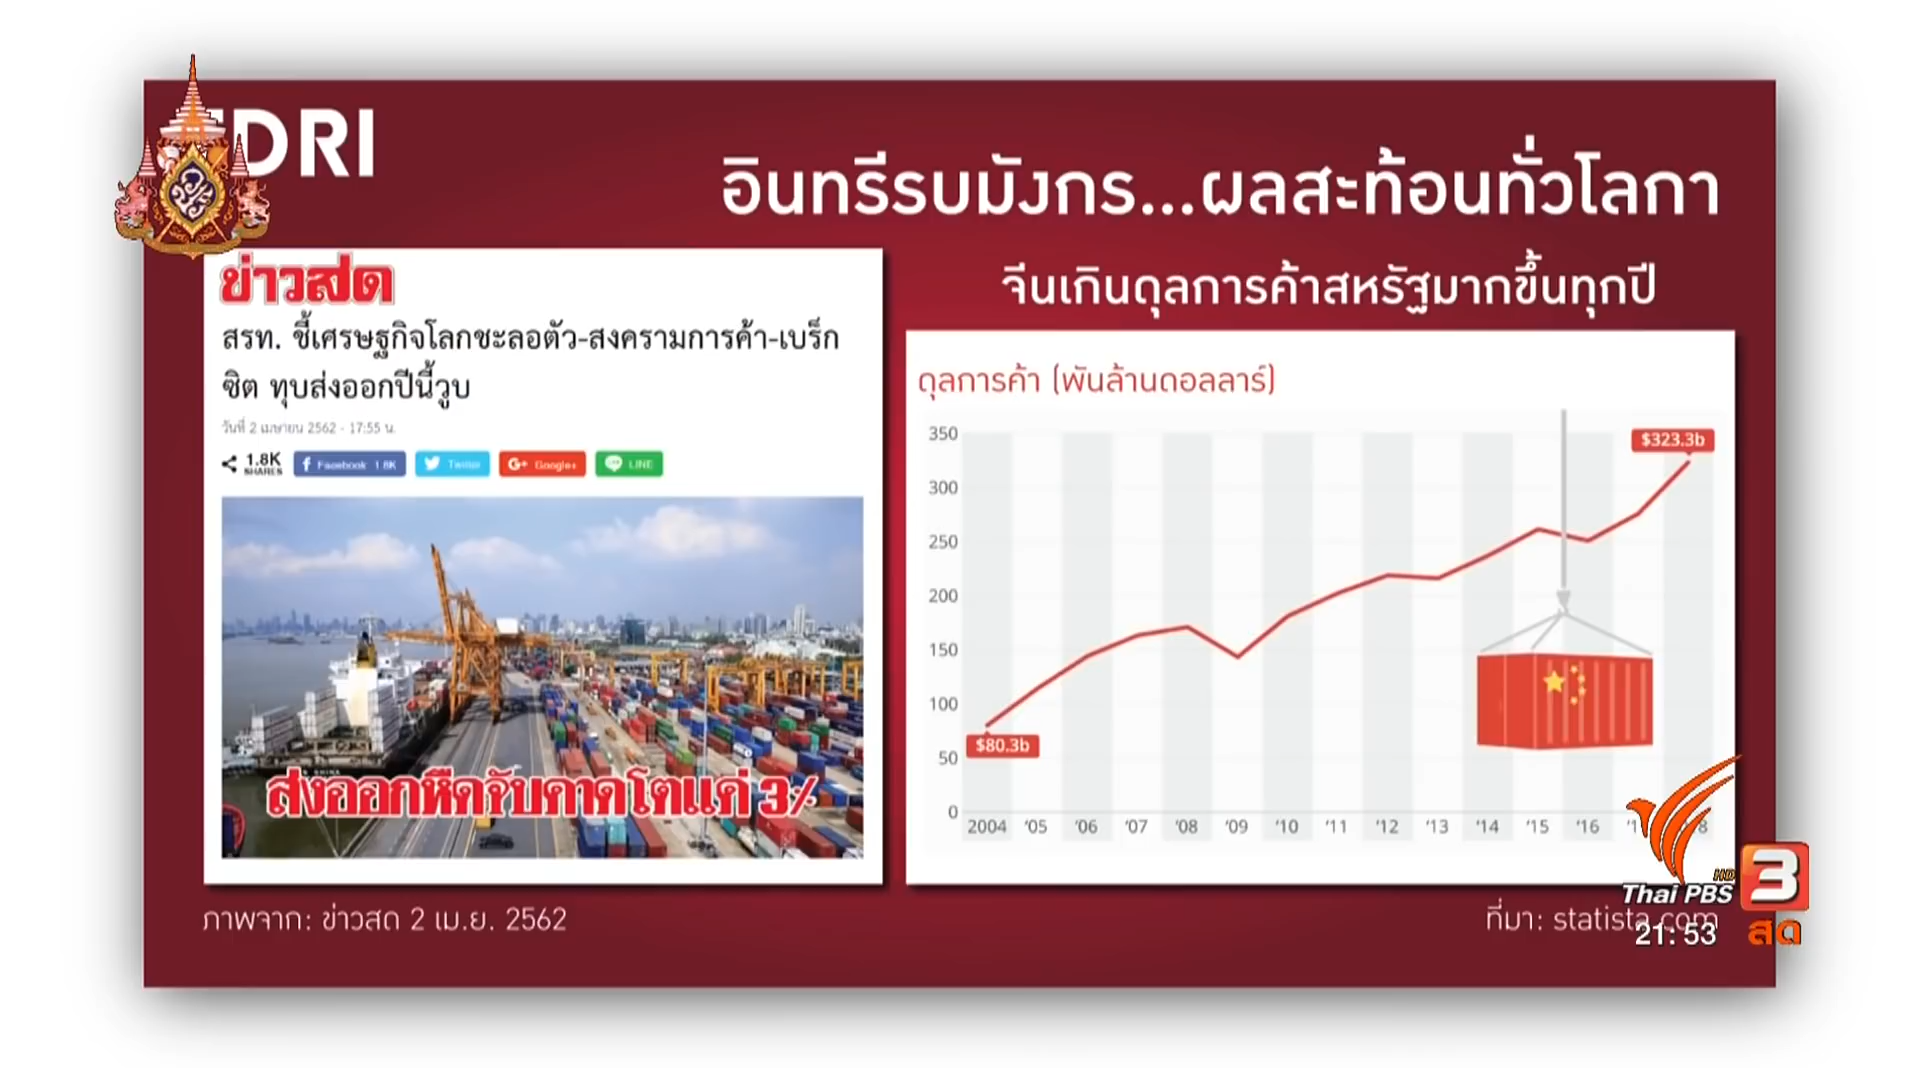 DRI
อินทรีรบมังกร...ผลสะท้อนทั่วโลกา
ข่าวสด
สรท. ชี้เศรษฐกิจโลกชะลอตัว-สงครามการค้า-เบร็ก
ซิต ทุบส่งออกปีนี้วูบ
วันที่ 2 เมษายน 2562 - 17:55 น.
1.8K
SHARES
Facebook 1.8K
Twitter
G+ Google+
LINE
ส่งออกหืดจับคาดโตแค่ 3%
ภาพจาก: ข่าวสด 2 เม.ย. 2562
จีนเกินดุลการค้าสหรัฐมากขึ้นทุกปี
ดุลการค้า (พันล้านดอลลาร์)
350
300
250
200
150
100
50
0
$323.3b
$80.3b
2004 '05 '06 '07 '08 '09 '10 '11 '12 '13 '14 '15 '16
ที่มา: statista.com
HD
Thai PBS
3
21:53
สด